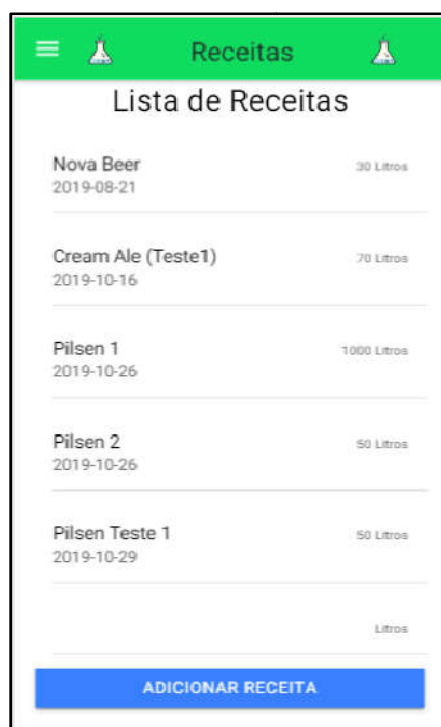 Receitas
Lista de Receitas
Nova Beer
30 Litros
2019-08-21
Cream Ale (Teste1)
70 Litros
2019-10-16
Pilsen 1
1000 Litros
2019-10-26
Pilsen 2
50 Litros
2019-10-26
Pilsen Teste 1
50 Litros
2019-10-29
Litros
ADICIONAR RECEITA